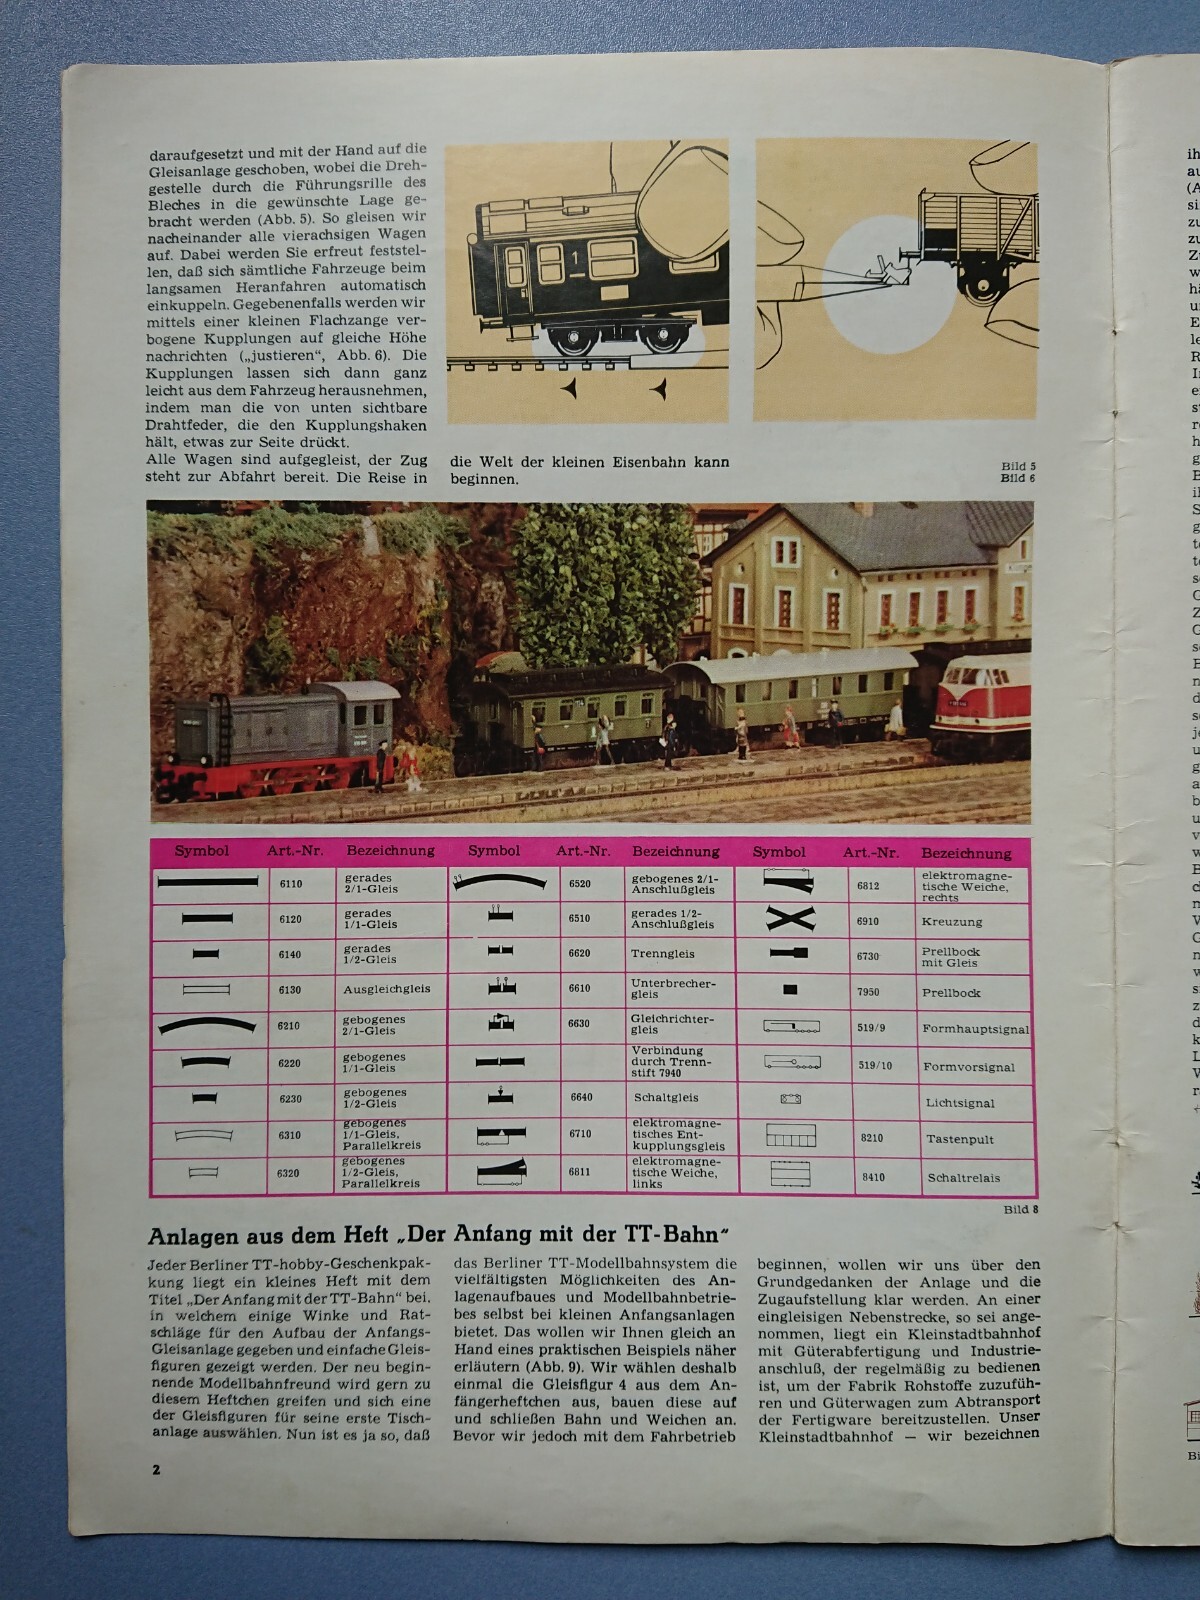 daraufgesetzt und mit der Hand auf die
Gleisanlage geschoben, wobei die Dreh-
gestelle durch die Führungsrille des
Bleches in die gewünschte Lage ge-
bracht werden (Abb. 5). So gleisen wir
nacheinander alle vierachsigen Wagen
auf. Dabei werden Sie erfreut feststel-
len, daß sich sämtliche Fahrzeuge beim
langsamen Heranfahren automatisch
einkuppeln. Gegebenenfalls werden wir
mittels einer kleinen Flachzange ver-
bogene Kupplungen auf gleiche Höhe
nachrichten („justieren“, Abb. 6). Die
Kupplungen lassen sich dann ganz
leicht aus dem Fahrzeug herausnehmen,
indem man die von unten sichtbare
Drahtfeder, die den Kupplungshaken
hält, etwas zur Seite drückt.
Alle Wagen sind aufgegleist, der Zug
steht zur Abfahrt bereit. Die Reise in
die Welt der kleinen Eisenbahn kann
beginnen.
1
Bild 5
Bild 6
Symbol Art.-Nr. Bezeichnung Symbol Art.-Nr. Bezeichnung Symbol Art.-Nr. Bezeichnung
6110 gerades 2/1-Gleis 6520 gebogenes 2/1-Anschlußgleis 6812 elektromagne-tische Weiche, rechts
6120 gerades 1/1-Gleis 6510 gerades 1/2-Anschlußgleis 6910 Kreuzung
6140 gerades 1/2-Gleis 6620 Trenngleis 6730 Prellbock mit Gleis
6130 Ausgleichgleis 6610 Unterbrecher-gleis 7950 Prellbock
6210 gebogenes 2/1-Gleis 6630 Gleichrichter-gleis 519/9 Formhauptsignal
6220 gebogenes 1/1-Gleis Verbindung durch Trenn-stift 7940 519/10 Formvorsignal
6230 gebogenes 1/2-Gleis 6640 Schaltgleis Lichtsignal
6310 gebogenes 1/1-Gleis, Parallelkreis 6710 elektromagne-tisches Ent-kupplungsgleis 8210 Tastenpult
6320 gebogenes 1/2-Gleis, Parallelkreis 6811 elektromagne-tische Weiche, links 8410 Schaltrelais
Bild 8
Anlagen aus dem Heft „Der Anfang mit der TT-Bahn“
Jeder Berliner TT-hobby-Geschenkpak-
kung liegt ein kleines Heft mit dem
Titel „Der Anfang mit der TT-Bahn“ bei,
in welchem einige Winke und Rat-
schläge für den Aufbau der Anfangs-
Gleisanlage gegeben und einfache Gleis-
figuren gezeigt werden. Der neu begin-
nende Modellbahnfreund wird gern zu
diesem Heftchen greifen und sich eine
der Gleisfiguren für seine erste Tisch-
anlage auswählen. Nun ist es ja so, daß
das Berliner TT-Modellbahnsystem die
vielfältigsten Möglichkeiten des An-
lagenaufbaues und Modellbahnbetrie-
bes selbst bei kleinen Anfangsanlagen
bietet. Das wollen wir Ihnen gleich an
Hand eines praktischen Beispiels näher
erläutern (Abb. 9). Wir wählen deshalb
einmal die Gleisfigur 4 aus dem An-
fängerheftchen aus, bauen diese auf
und schließen Bahn und Weichen an.
Bevor wir jedoch mit dem Fahrbetrieb
beginnen, wollen wir uns über den
Grundgedanken der Anlage und die
Zugaufstellung klar werden. An einer
eingleisigen Nebenstrecke, so sei ange-
nommen, liegt ein Kleinstadtbahnhof
mit Güterabfertigung und Industrie-
anschluß, der regelmäßig zu bedienen
ist, um der Fabrik Rohstoffe zuzufüh-
ren und Güterwagen zum Abtransport
der Fertigware bereitzustellen. Unser
Kleinstadtbahnhof — wir bezeichnen
2